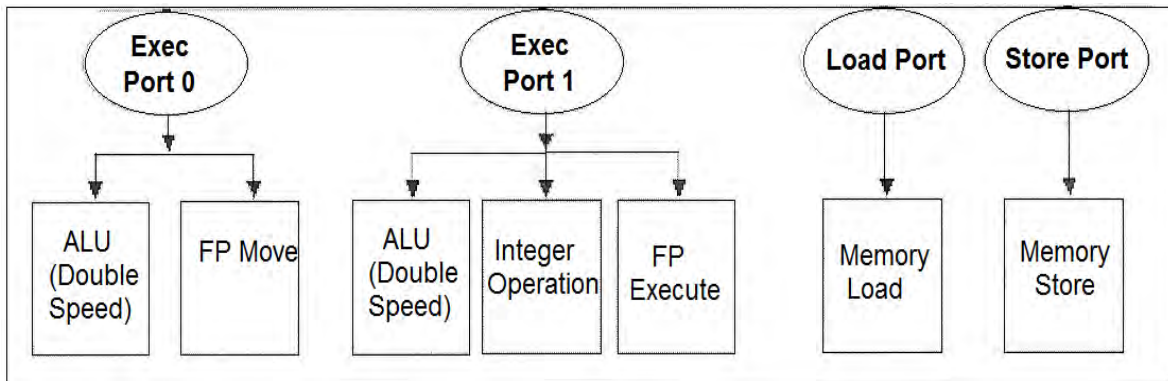 Exec
Port 0
Exec
Port 1
Load Port
Store Port
ALU
(Double
Speed)
FP Move
ALU
(Double
Speed)
Integer
Operation
FP
Execute
Memory
Load
Memory
Store